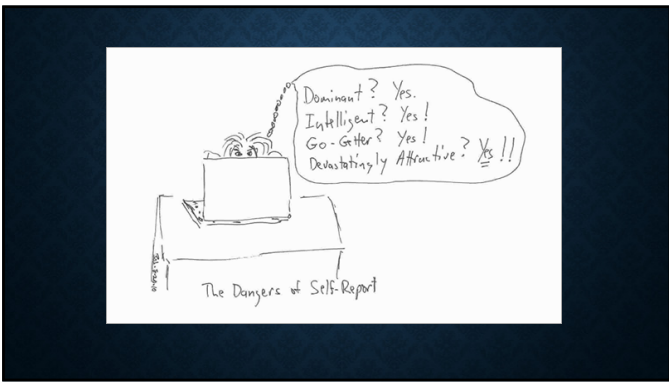 Dominant? Yes.
Intelligent? Yes!
Go-Getter? Yes!
Devastatingly Attractive? Yes!!
The Dangers of Self-Report